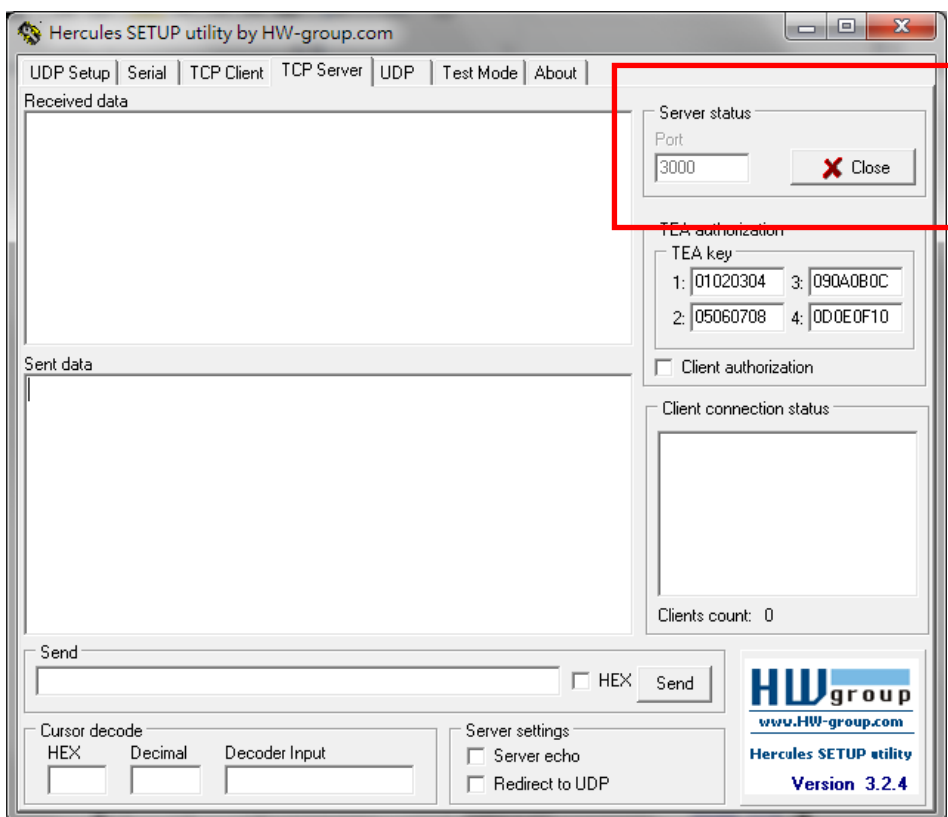 Hercules SETUP utility by HW-group.com
UDP Setup Serial TCP Client TCP Server UDP Test Mode About
Received data
Server status
Port
3000 Close
TEA authorization
TEA key
1: 01020304 3: 090A0B0C
2: 05060708 4: 0D0E0F10
Client authorization
Sent data
Client connection status
Clients count: 0
Send
HEX Send
Cursor decode
HEX Decimal Decoder Input
Server settings
Server echo
Redirect to UDP
HW group
www.HW-group.com
Hercules SETUP utility
Version 3.2.4